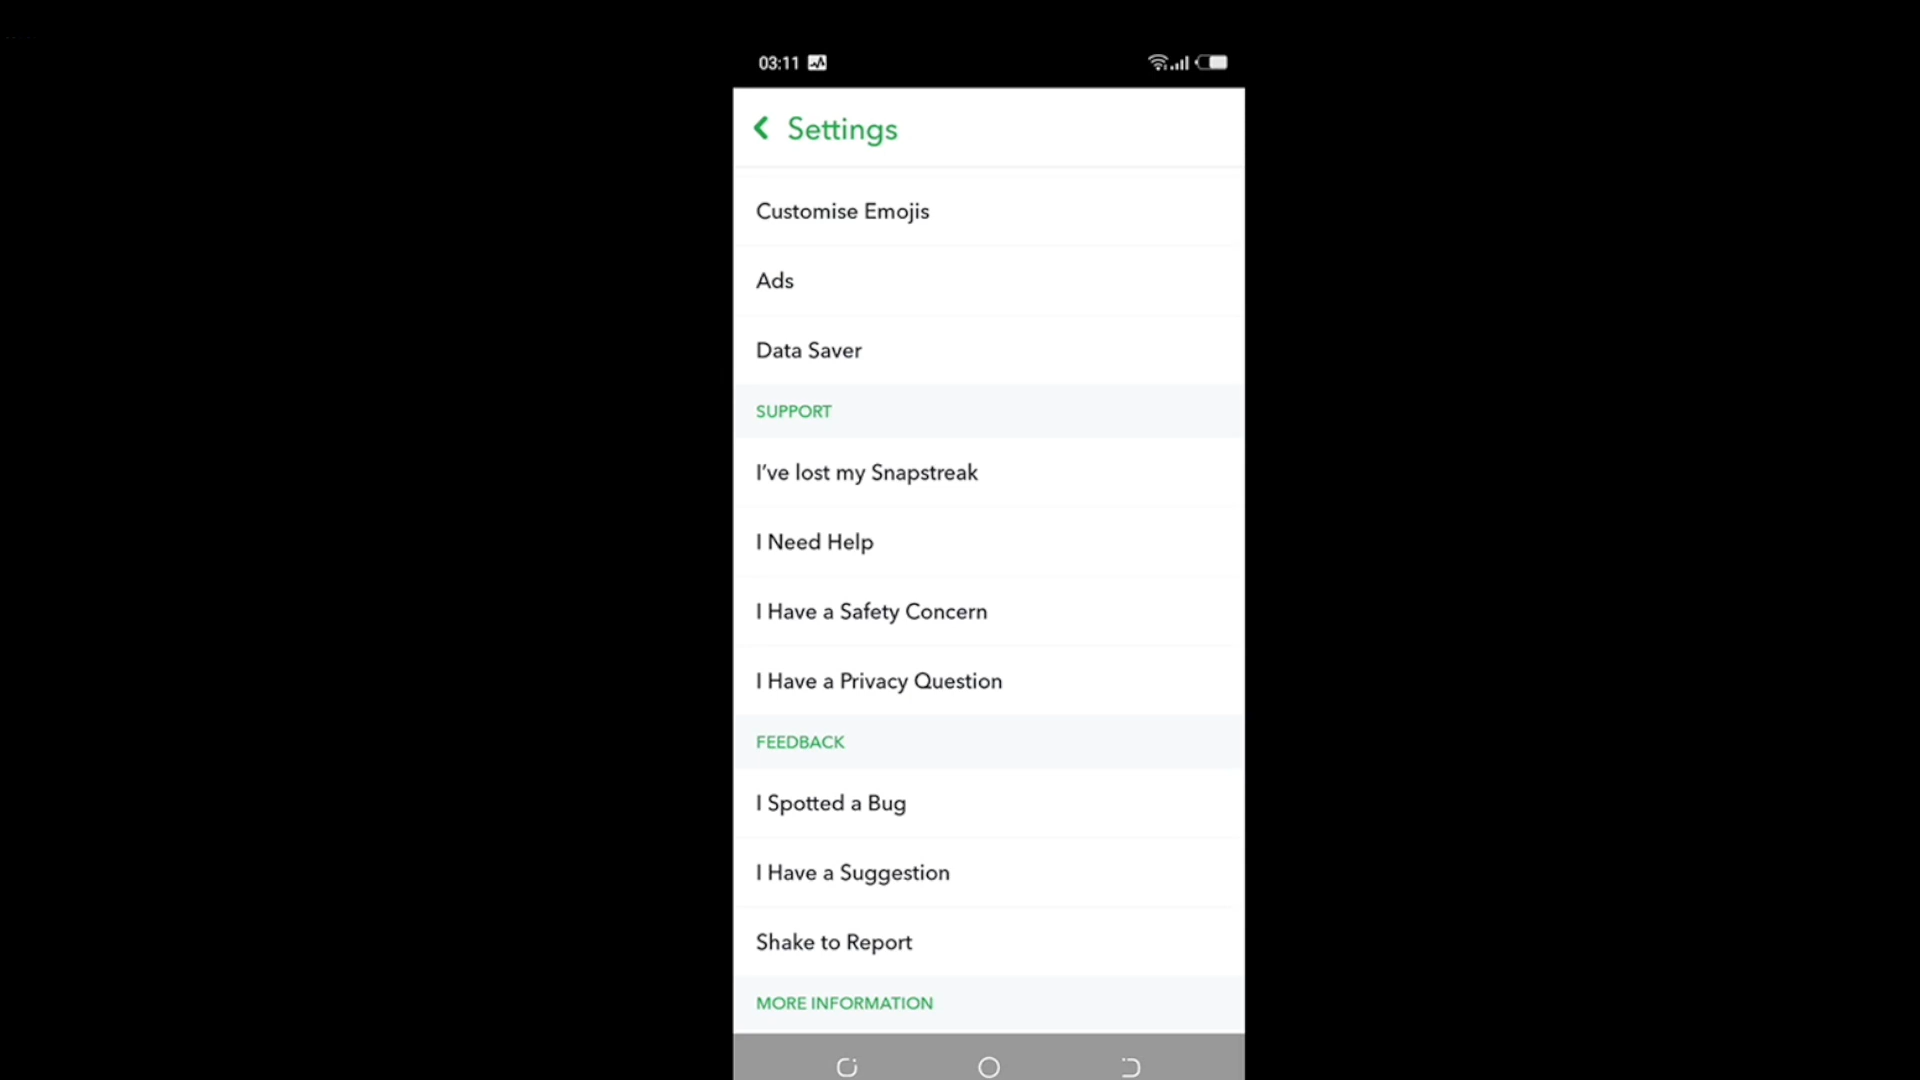 03:11
Settings
Customise Emojis
Ads
Data Saver
SUPPORT
I’ve lost my Snapstreak
I Need Help
I Have a Safety Concern
I Have a Privacy Question
FEEDBACK
I Spotted a Bug
I Have a Suggestion
Shake to Report
MORE INFORMATION